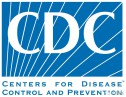 CDC
CENTERS FOR DISEASE
CONTROL AND PREVENTION